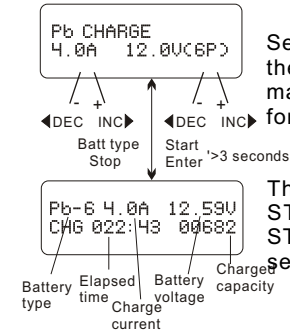 Pb CHARGE
4.0A 12.0V(6P)
- +
- +
◀DEC INC▶
◀DEC INC▶
Batt type
Stop
Start
Enter
'>3 seconds
Pb-6 4.0A 12.59V
CHG 022:43 00682
Battery
type
Elapsed
time
Charge
current
Battery
voltage
Charged
capacity
Se
the
ma
for
Th
ST
ST
se